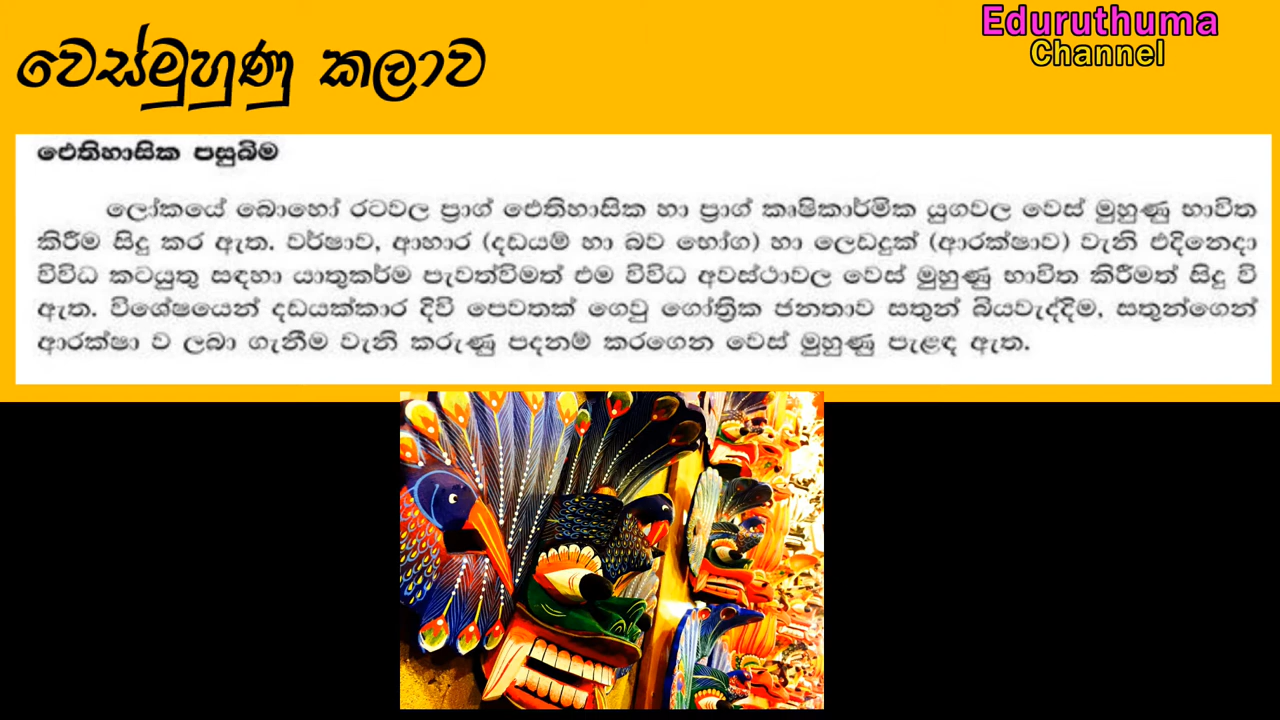 වෙස්මුහුණු කලාව
Eduruthuma
Channel
ඓතිහාසික පසුබිම
ලෝකයේ බොහෝ රටවල ප්‍රාග් ඓතිහාසික හා ප්‍රාග් කෘෂිකාර්මික යුගවල වෙස් මුහුණු භාවිත
කිරීම සිදු කර ඇත. වර්ෂාව, ආහාර (දඩයම් හා බව භෝග) හා ලෙඩදුක් (ආරක්ෂාව) වැනි එදිනෙදා
විවිධ කටයුතු සඳහා යාතුකර්ම පැවත්වීමත් එම විවිධ අවස්ථාවල වෙස් මුහුණු භාවිත කිරීමත් සිදු වී
ඇත. විශේෂයෙන් දඩයක්කාර දිවි පෙවතක් ගෙවූ ගෝත්‍රික ජනතාව සතුන් බියවැද්දීම, සතුන්ගෙන්
ආරක්ෂා ව ලබා ගැනීම වැනි කරුණු පදනම් කරගෙන වෙස් මුහුණු පැළඳ ඇත.